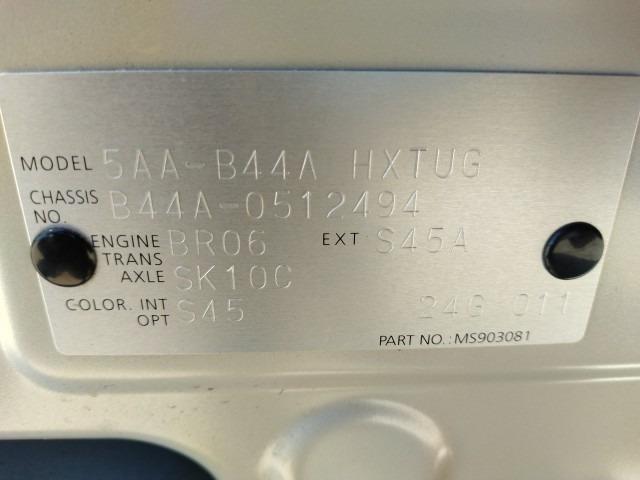 MODEL 5AA-B44A HXTUG
CHASSIS NO. B44A-0512494
ENGINE BR06 EXT S45A
TRANS AXLE SK10C
COLOR. INT S45
OPT 24G 011
PART NO.: MS903081